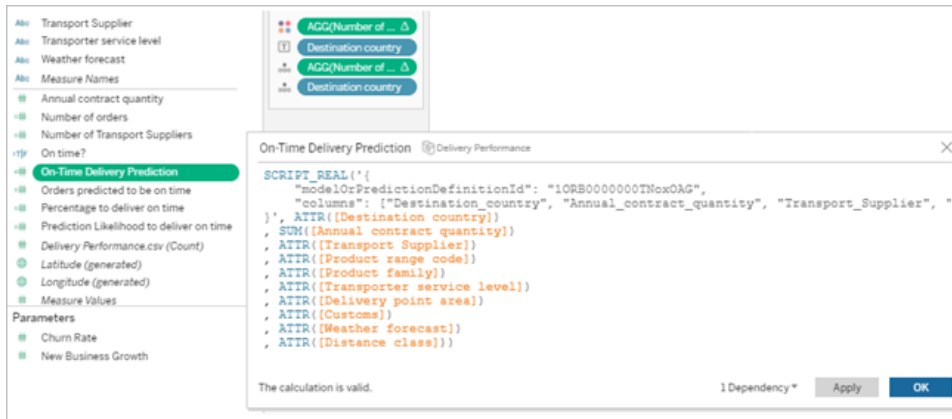 Abc Transport Supplier
Abc Transporter service level
Abc Weather forecast
Abc Measure Names
Annual contract quantity
Number of orders
Number of Transport Suppliers
On time?
On-Time Delivery Prediction
Orders predicted to be on time
Percentage to deliver on time
Prediction Likelihood to deliver on time
Delivery Performance.csv (Count)
Latitude (generated)
Longitude (generated)
Measure Values
Parameters
Churn Rate
New Business Growth
AGG(Number of ...
Destination country
AGG(Number of ...
Destination country
On-Time Delivery Prediction Delivery Performance
SCRIPT_REAL('{
"modelOrPredictionDefinitionId": "1ORB0000000TNoxOAG",
"columns": ["Destination_country", "Annual_contract_quantity", "Transport_Supplier", "
}', ATTR([Destination country])
, SUM([Annual contract quantity])
, ATTR([Transport Supplier])
, ATTR([Product range code])
, ATTR([Product family])
, ATTR([Transporter service level])
, ATTR([Delivery point area])
, ATTR([Customs])
, ATTR([Weather forecast])
, ATTR([Distance class]))
The calculation is valid.
1 Dependency
Apply
OK